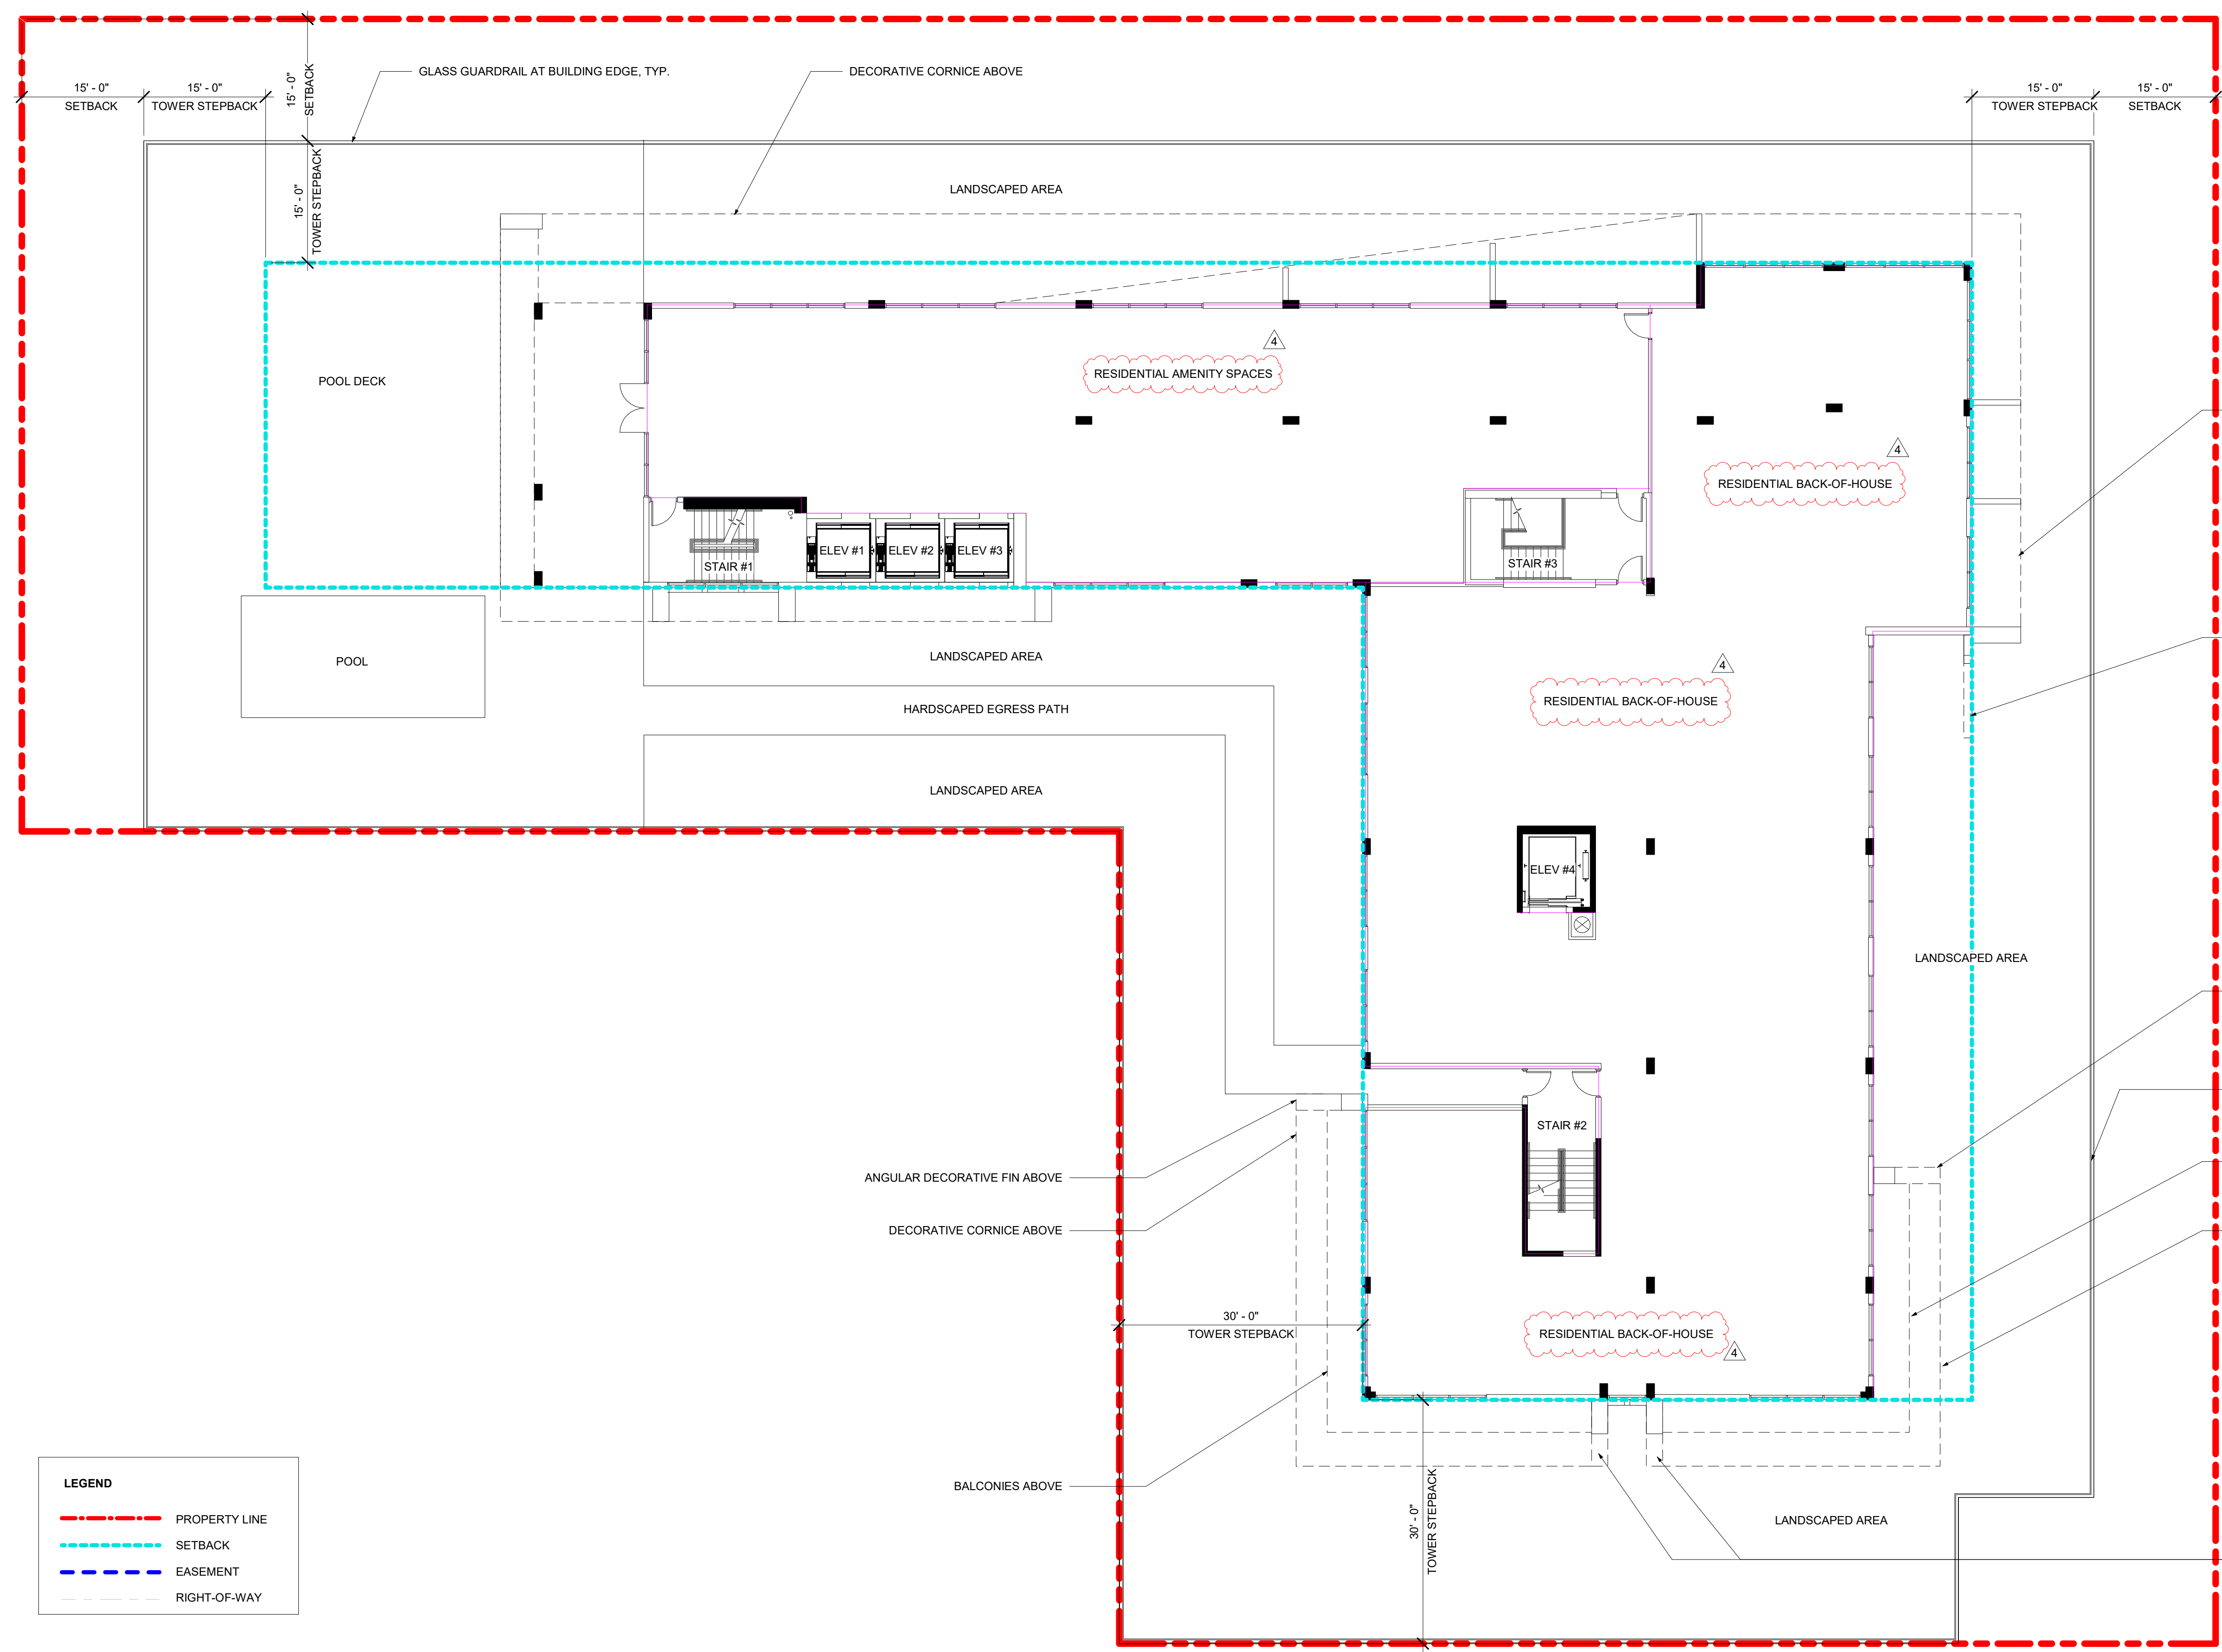 GLASS GUARDRAIL AT BUILDING EDGE, TYP.
DECORATIVE CORNICE ABOVE
15' - 0"
SETBACK
15' - 0"
TOWER STEPBACK
15' - 0"
SETBACK
15' - 0"
TOWER STEPBACK
15' - 0"
TOWER STEPBACK
15' - 0"
SETBACK
LANDSCAPED AREA
4
RESIDENTIAL AMENITY SPACES
POOL DECK
4
RESIDENTIAL BACK-OF-HOUSE
ELEV #1
ELEV #2
ELEV #3
STAIR #1
STAIR #3
LANDSCAPED AREA
POOL
4
RESIDENTIAL BACK-OF-HOUSE
HARDSCAPED EGRESS PATH
LANDSCAPED AREA
ELEV #4
LANDSCAPED AREA
STAIR #2
ANGULAR DECORATIVE FIN ABOVE
DECORATIVE CORNICE ABOVE
30' - 0"
TOWER STEPBACK
RESIDENTIAL BACK-OF-HOUSE
4
BALCONIES ABOVE
30' - 0"
TOWER STEPBACK
LANDSCAPED AREA
LEGEND
PROPERTY LINE
SETBACK
EASEMENT
RIGHT-OF-WAY